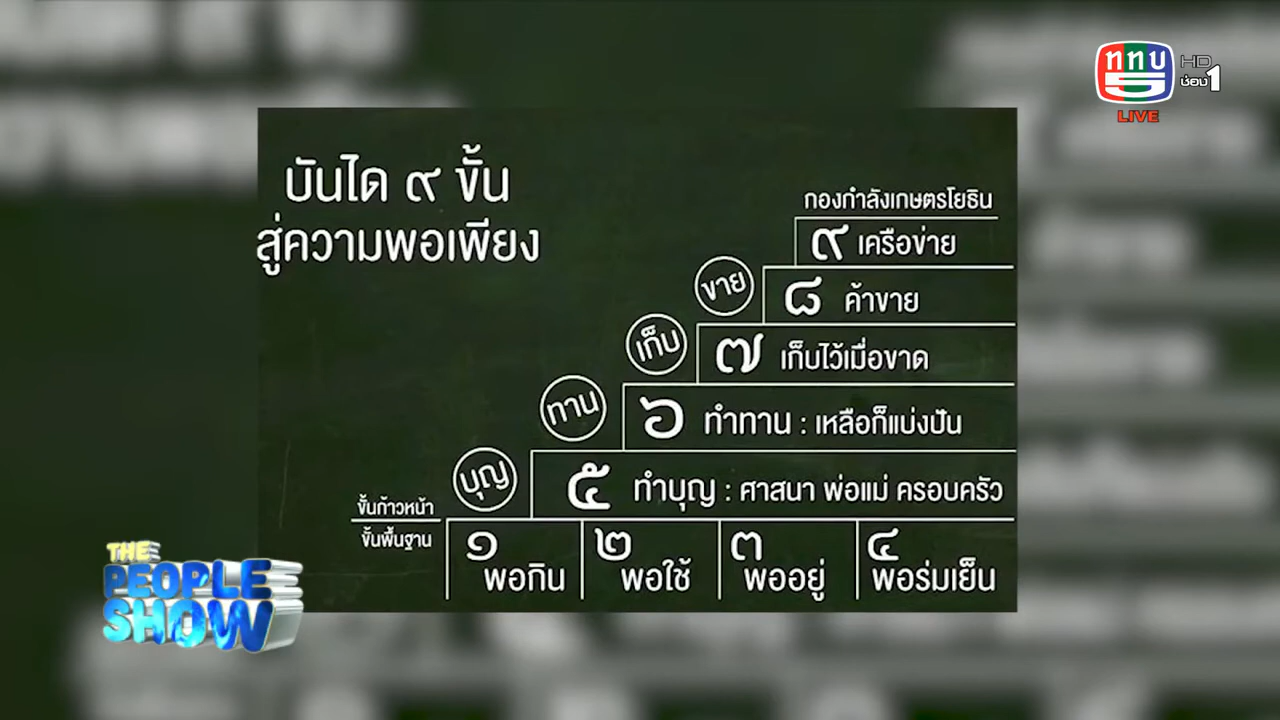 ททบ
5
HD
ช่อง1
LIVE
บันได ๙ ขั้น
สู่ความพอเพียง
กองกำลังเกษตรโยธิน
๙ เครือข่าย
ขาย
๘ ค้าขาย
เก็บ
๗ เก็บไว้เมื่อขาด
ทาน
๖ ทำทาน : เหลือก็แบ่งปัน
บุญ
๕ ทำบุญ : ศาสนา พ่อแม่ ครอบครัว
ขั้นก้าวหน้า
ขั้นพื้นฐาน
๑ พอกิน
๒ พอใช้
๓ พออยู่
๔ พอร่มเย็น
THE
PEOPLE
SHOW